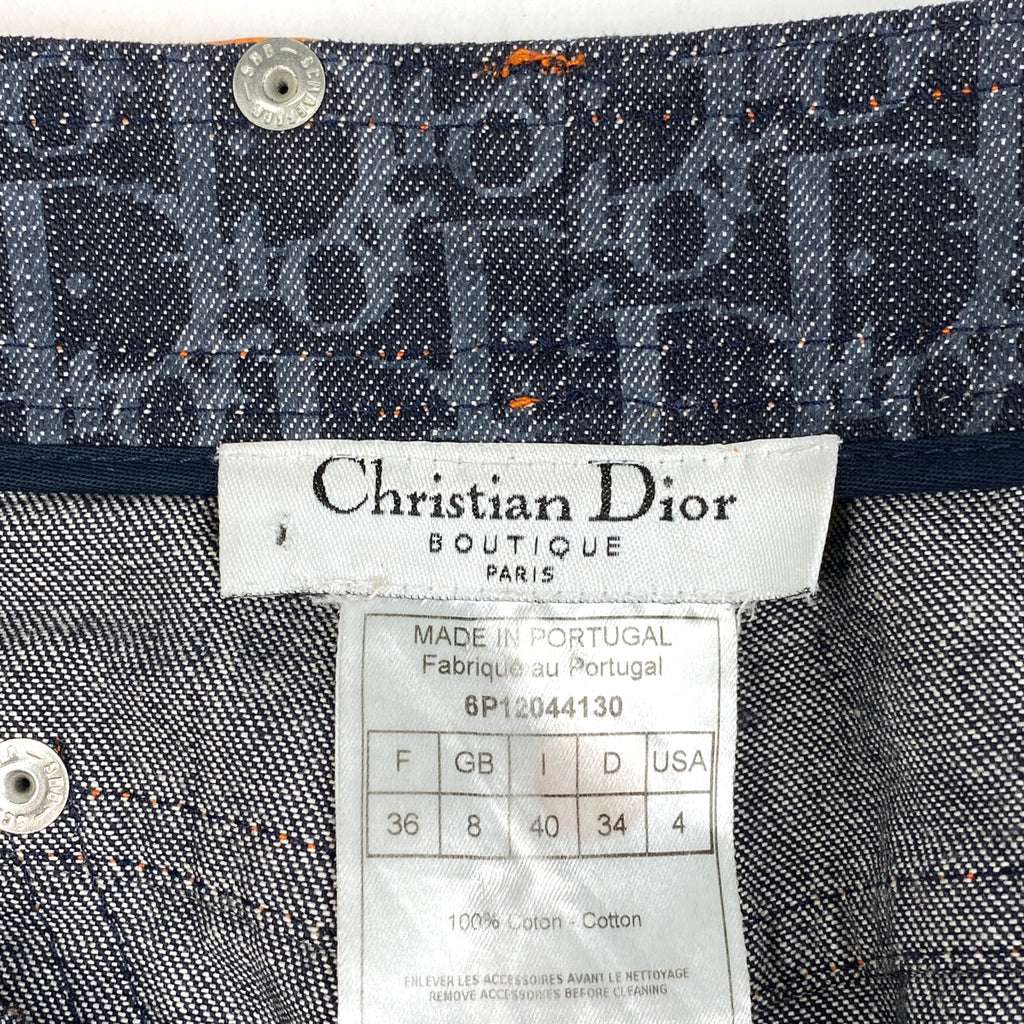 Christian Dior
BOUTIQUE
PARIS
MADE IN PORTUGAL
Fabriqué au Portugal
6P12044130
F GB I D USA
36 8 40 34 4
100% Coton - Cotton
ENLEVER LES ACCESSOIRES AVANT LE NETTOYAGE
REMOVE ACCESSORIES BEFORE CLEANING